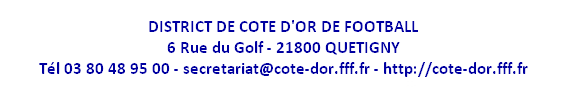 DISTRICT DE COTE D'OR DE FOOTBALL
6 Rue du Golf - 21800 QUETIGNY
Tél 03 80 48 95 00 - secretariat@cote-dor.fff.fr - http://cote-dor.fff.fr